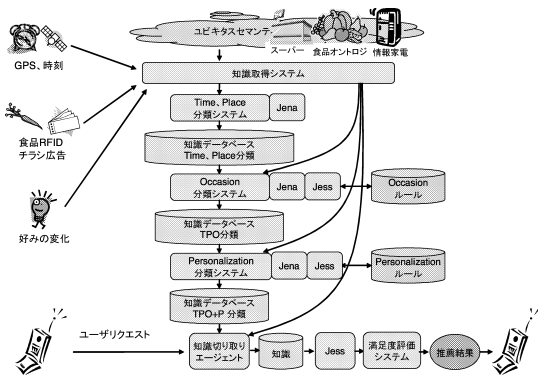 ユビキタスセマンテ
スーパー 食品オントロジ 情報家電
GPS、時刻
知識取得システム
Time、Place
分類システム
Jena
食品RFID
チラシ広告
知識データベース
Time、Place分類
Occasion
分類システム
Jena
Jess
Occasion
ルール
好みの変化
知識データベース
TPO分類
Personalization
分類システム
Jena
Jess
Personalization
ルール
知識データベース
TPO+P 分類
ユーザリクエスト
知識切り取り
エージェント
知識
Jess
満足度評価
システム
推薦結果